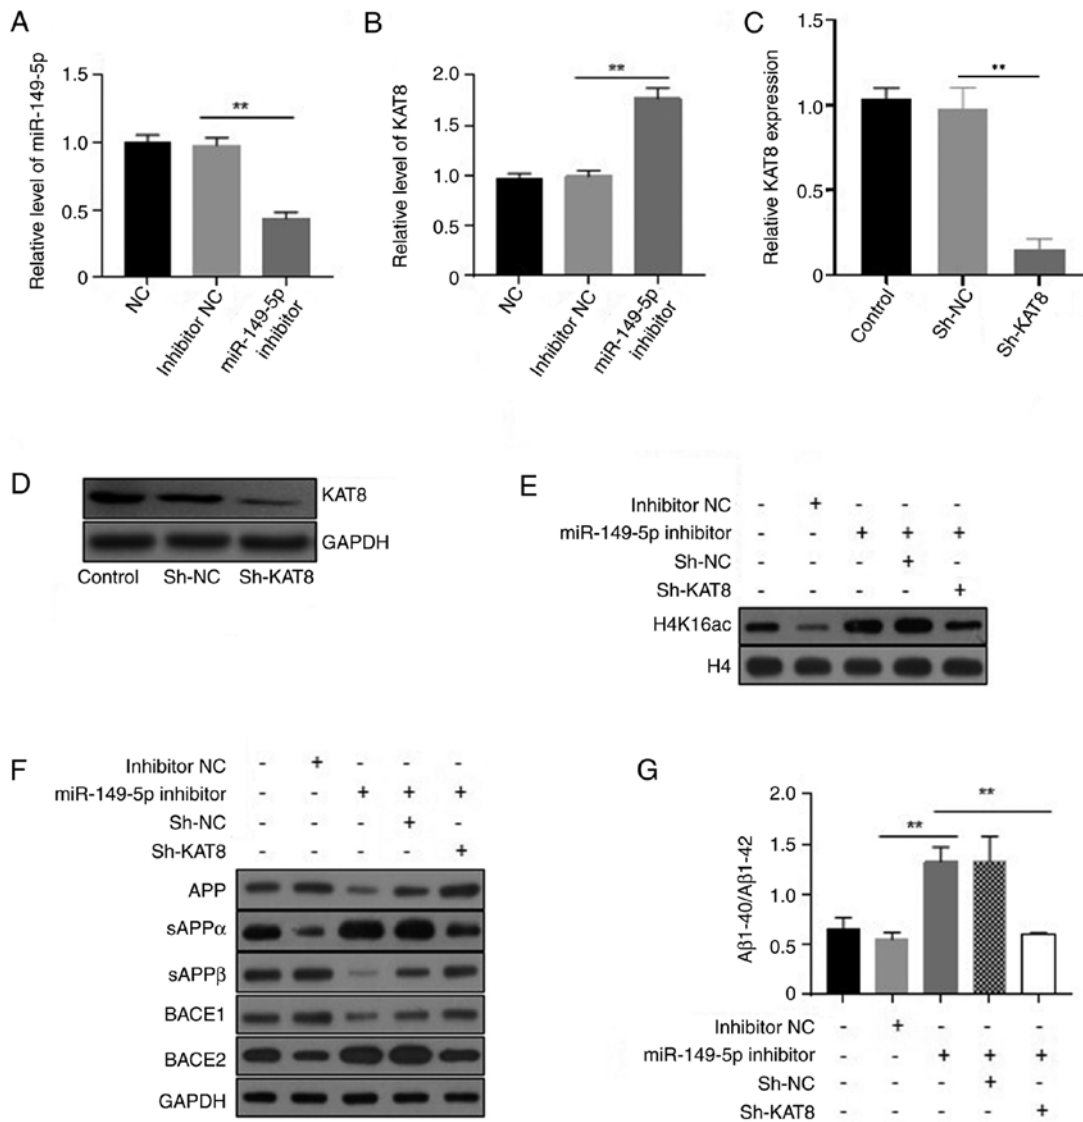 A
Relative level of miR-149-5p
1.5
1.0
0.5
0
**
NC
Inhibitor NC
miR-149-5p
inhibitor
B
Relative level of KAT8
2.0
1.5
1.0
0.5
0
**
NC
Inhibitor NC
miR-149-5p
inhibitor
C
Relative KAT8 expression
1.5
1.0
0.5
0
**
Control
Sh-NC
Sh-KAT8
D
KAT8
GAPDH
Control Sh-NC Sh-KAT8
E
Inhibitor NC - + - - -
miR-149-5p inhibitor - - + + +
Sh-NC - - - + -
Sh-KAT8 - - - - +
H4K16ac
H4
F
Inhibitor NC - + - - -
miR-149-5p inhibitor - - + + +
Sh-NC - - - + -
Sh-KAT8 - - - - +
APP
sAPPα
sAPPβ
BACE1
BACE2
GAPDH
G
Aβ1-40/Aβ1-42
2.0
1.5
1.0
0.5
0
**
**
Inhibitor NC - + - - -
miR-149-5p inhibitor - - + + +
Sh-NC - - - + -
Sh-KAT8 - - - - +